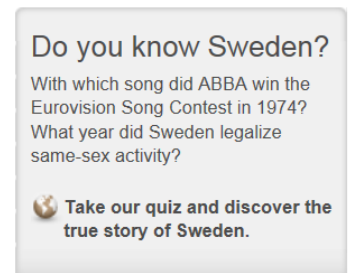 Do you know Sweden?
With which song did ABBA win the
Eurovision Song Contest in 1974?
What year did Sweden legalize
same-sex activity?
Take our quiz and discover the
true story of Sweden.